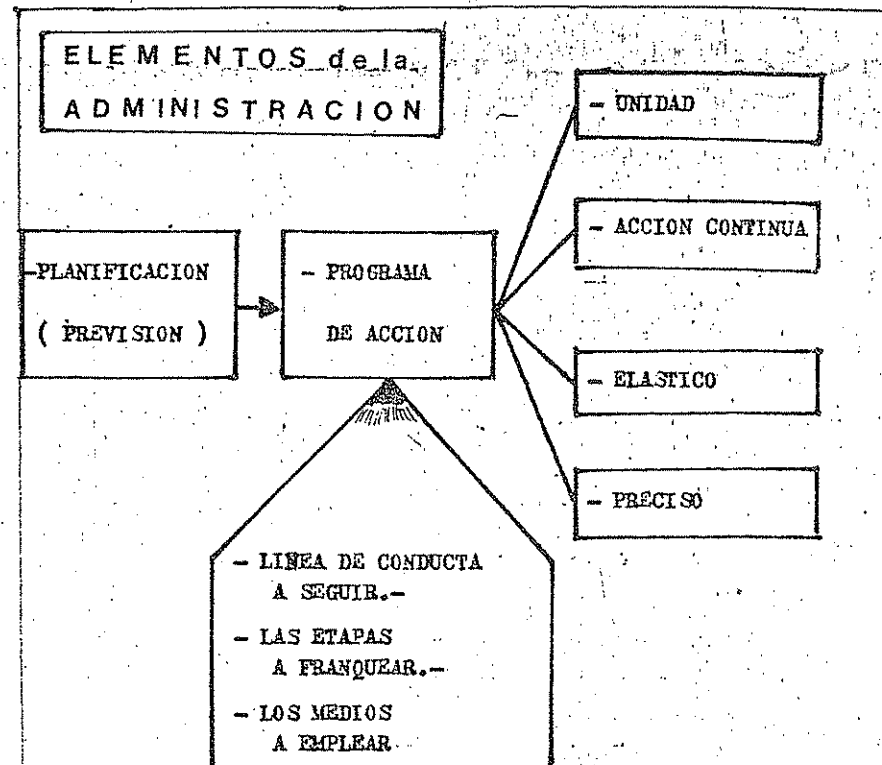 ELEMENTOS de la
ADMINISTRACION
-PLANIFICACION
( PREVISION )
- PROGRAMA
DE ACCION
- UNIDAD
- ACCION CONTINUA
- ELASTICO
- PRECISO
- LINEA DE CONDUCTA
A SEGUIR.-
- LAS ETAPAS
A FRANQUEAR.-
- LOS MEDIOS
A EMPLEAR